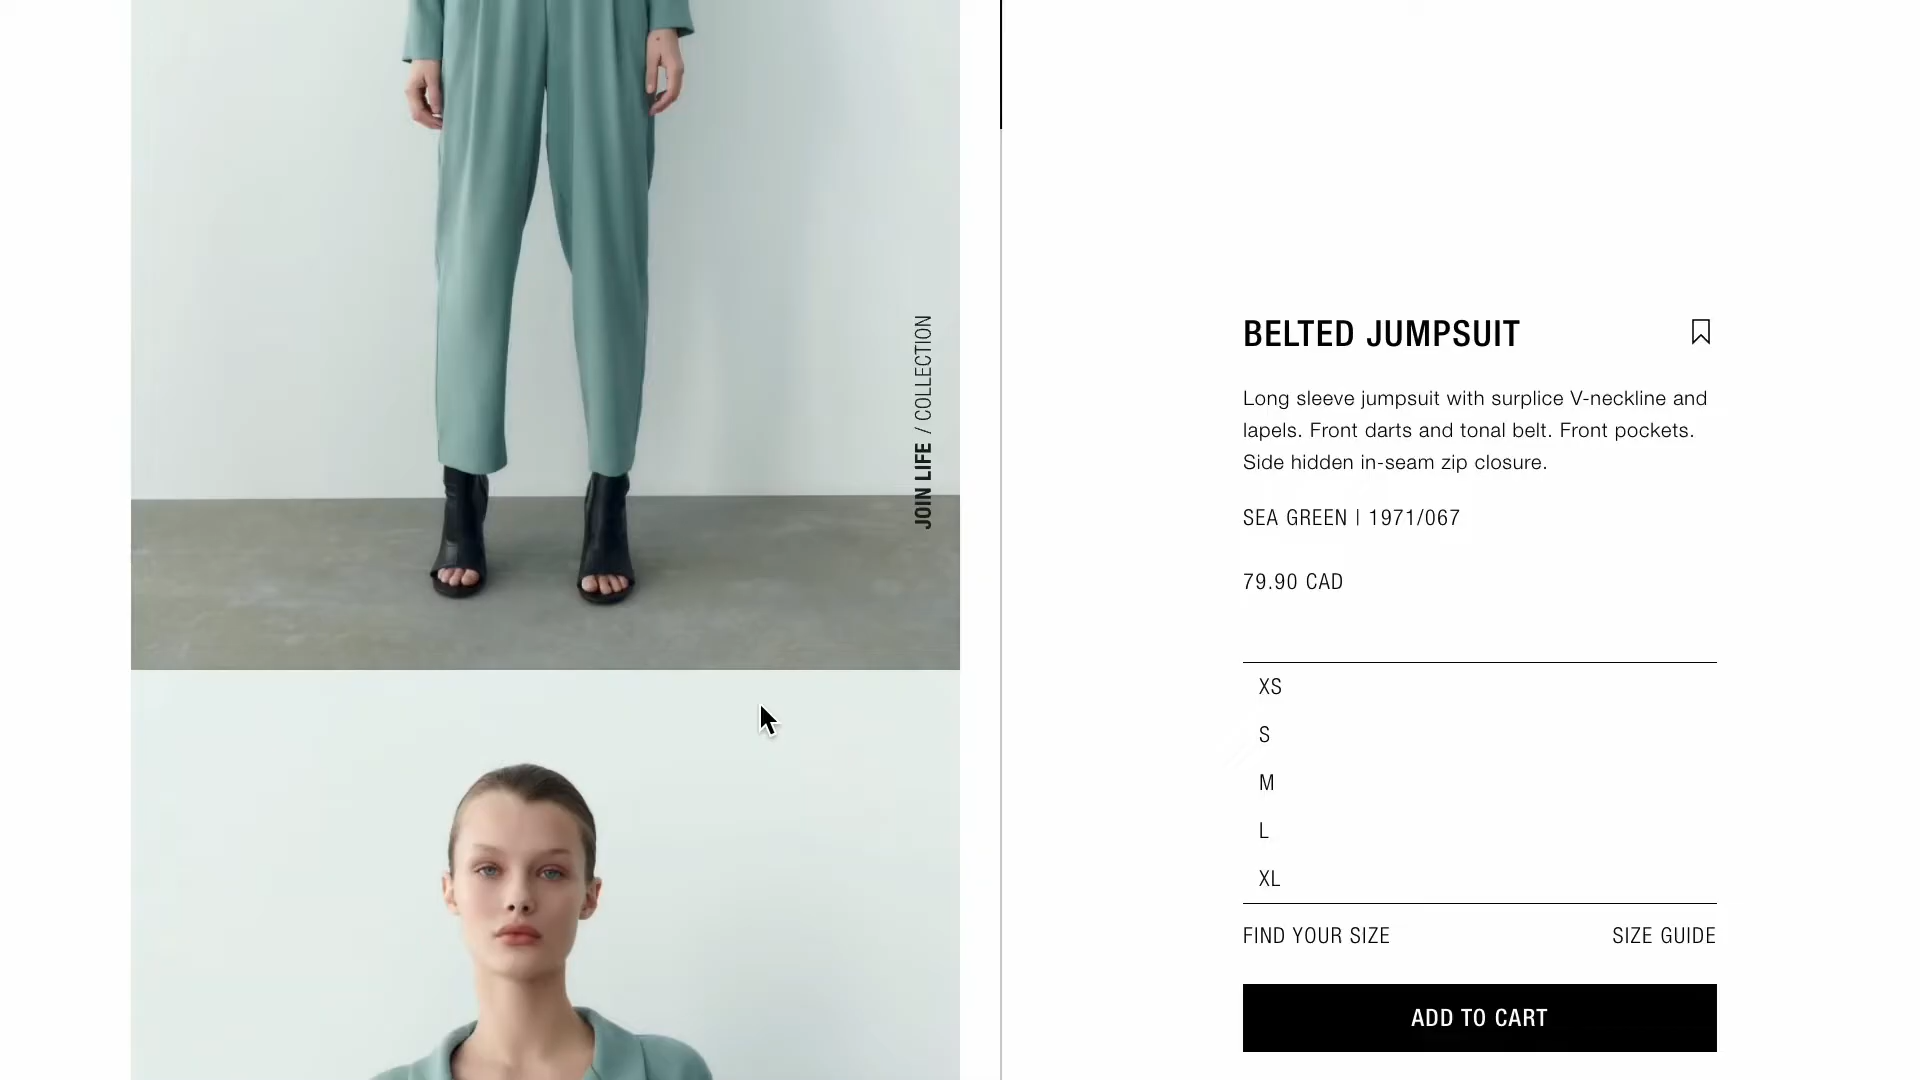 JOIN LIFE / COLLECTION
BELTED JUMPSUIT
Long sleeve jumpsuit with surplice V-neckline and
lapels. Front darts and tonal belt. Front pockets.
Side hidden in-seam zip closure.
SEA GREEN | 1971/067
79.90 CAD
XS
S
M
L
XL
FIND YOUR SIZE
SIZE GUIDE
ADD TO CART